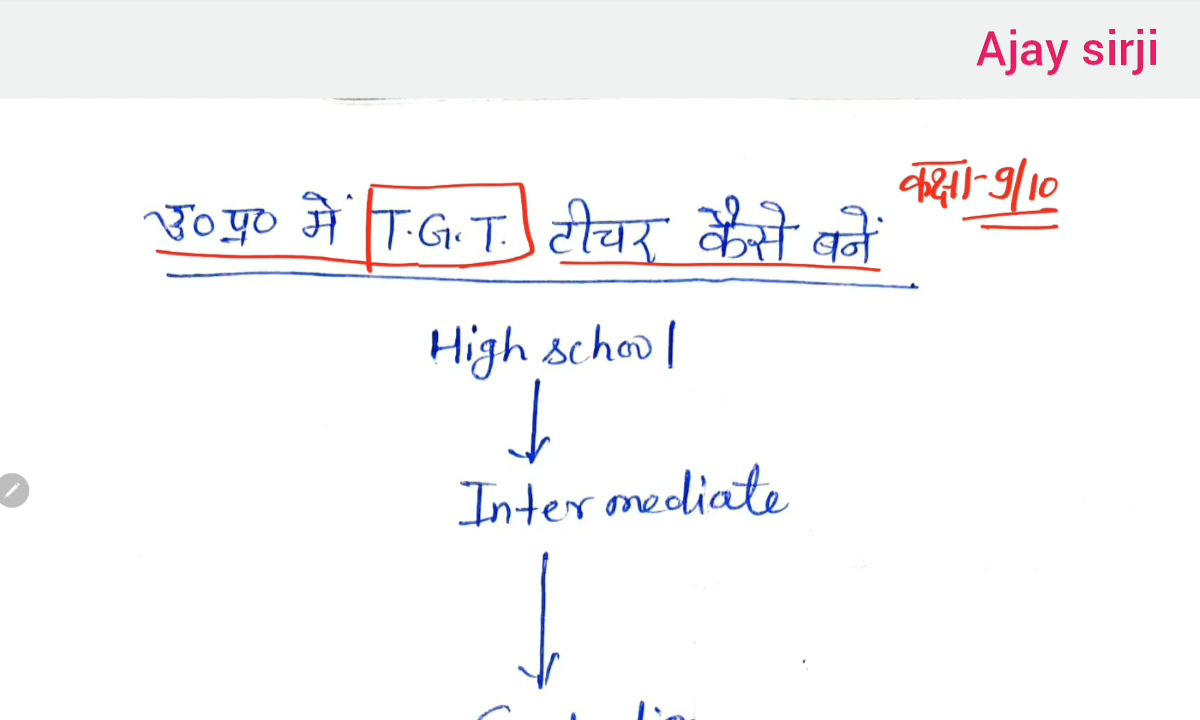 Ajay sirji
कक्षा-9/10
उ०प्र० में T.G.T. टीचर कैसे बनें
High school
Intermediate